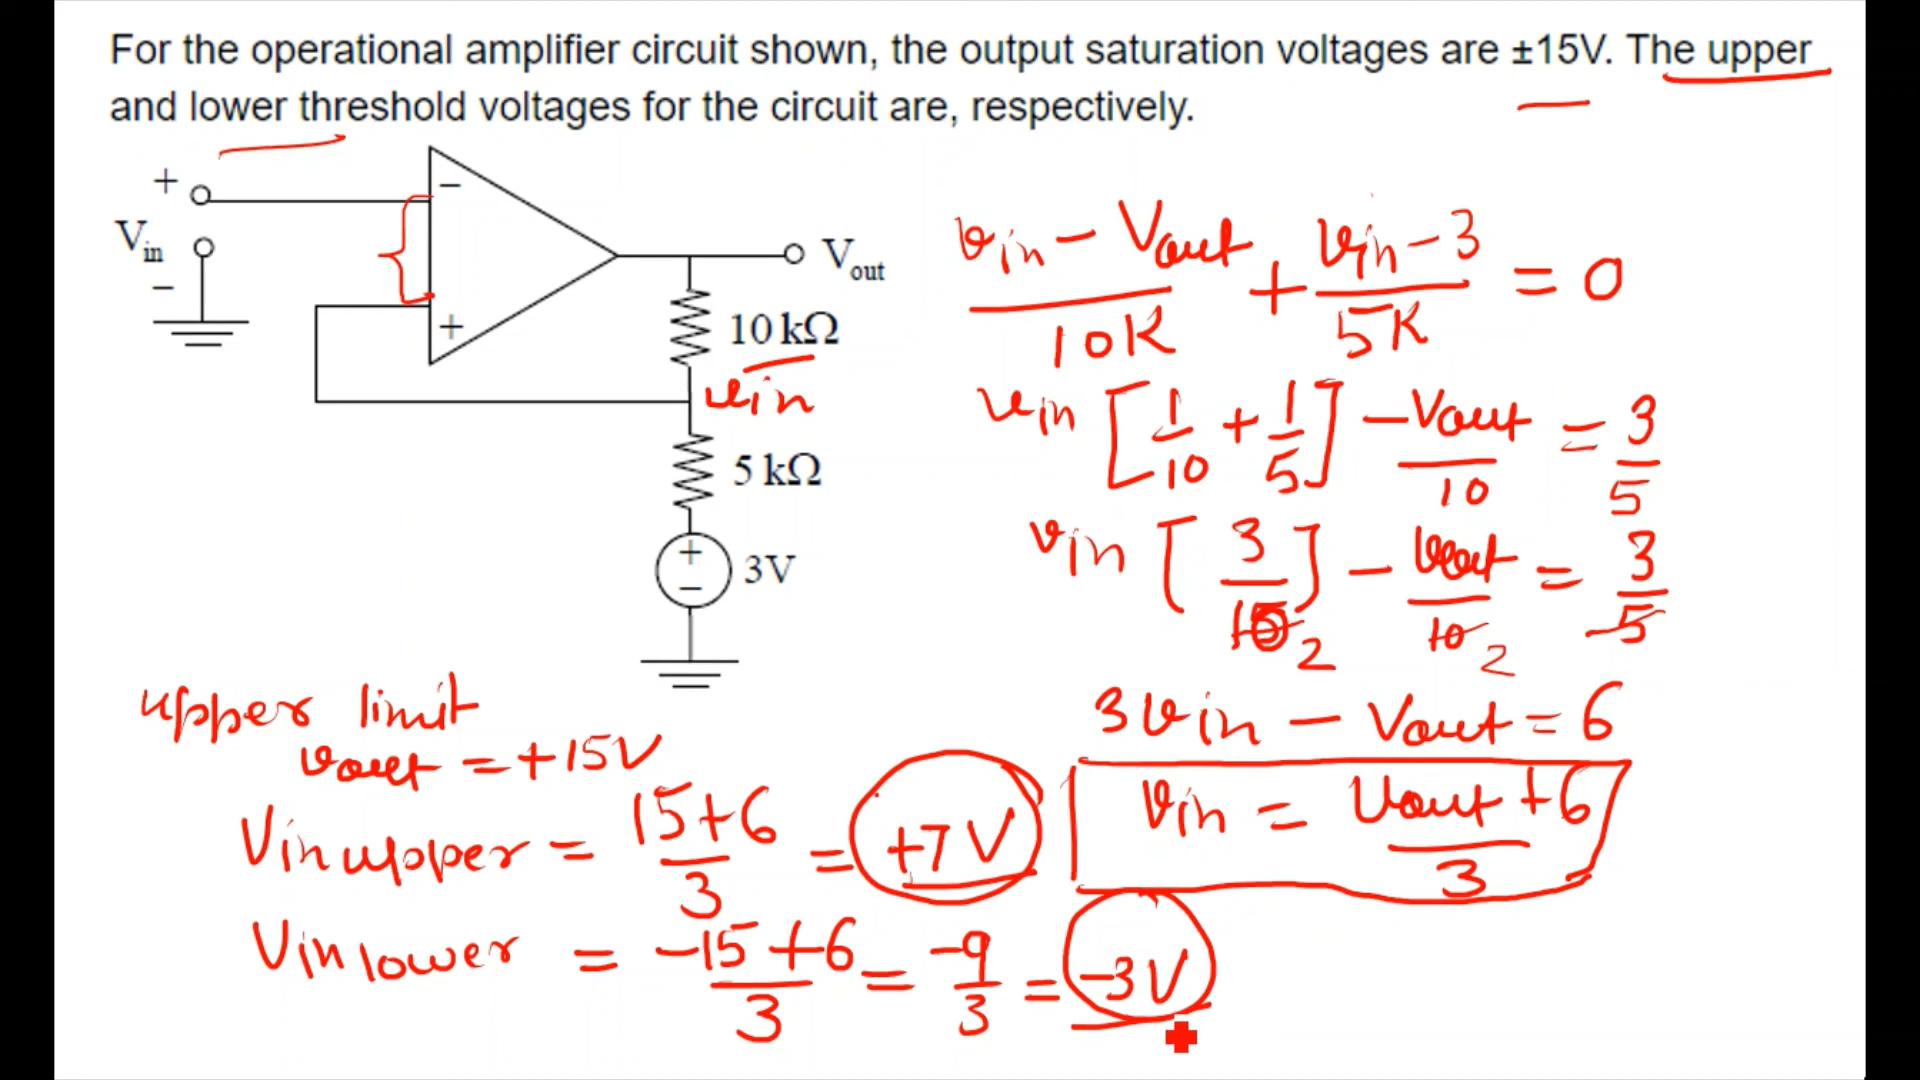 For the operational amplifier circuit shown, the output saturation voltages are ±15V. The upper
and lower threshold voltages for the circuit are, respectively.
+
V_in
−
−
+
V_out
10 kΩ
vin
5 kΩ
+
−
3V
(vin − Vout)/10K + (vin − 3)/5K = 0
vin [1/10 + 1/5] − Vout/10 = 3/5
vin [3/10 2] − Vout/10 2 = 3/5
3vin − Vout = 6
vin = (Vout + 6)/3
upper limit
vout = +15V
Vin upper = (15+6)/3 = +7V
Vin lower = (−15+6)/3 = −9/3 = −3V